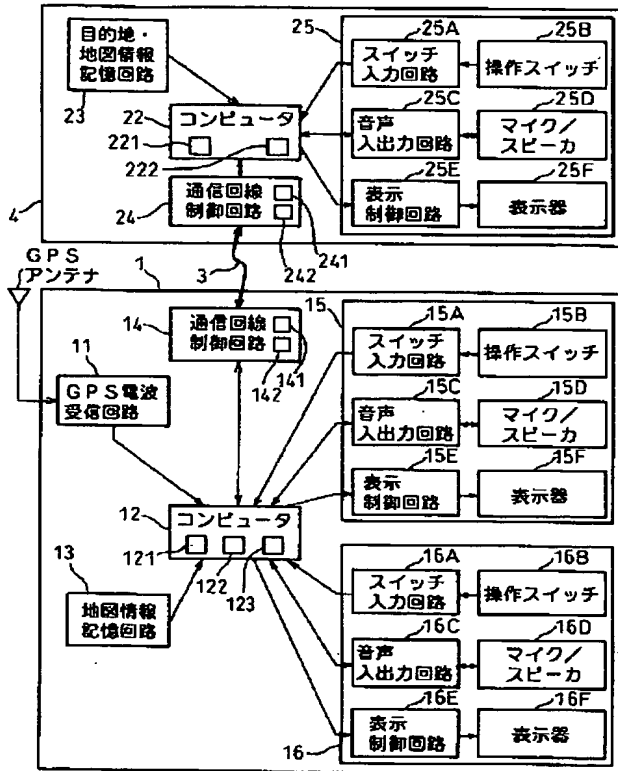 25
25A
25B
目的地・
地図情報
記憶回路
スイッチ
入力回路
操作スイッチ
23
22
コンピュータ
221
222
25C
25D
音声
入出力回路
マイク/
スピーカ
24
通信回線
制御回路
241
242
25E
25F
表示
制御回路
表示器
4
3
GPS
アンテナ
1
14
通信回線
制御回路
141
142
15
15A
15B
スイッチ
入力回路
操作スイッチ
11
GPS電波
受信回路
15C
15D
音声
入出力回路
マイク/
スピーカ
15E
15F
表示
制御回路
表示器
12
コンピュータ
121
122
123
13
地図情報
記憶回路
16A
16B
スイッチ
入力回路
操作スイッチ
16C
16D
音声
入出力回路
マイク/
スピーカ
16E
16F
表示
制御回路
表示器
16